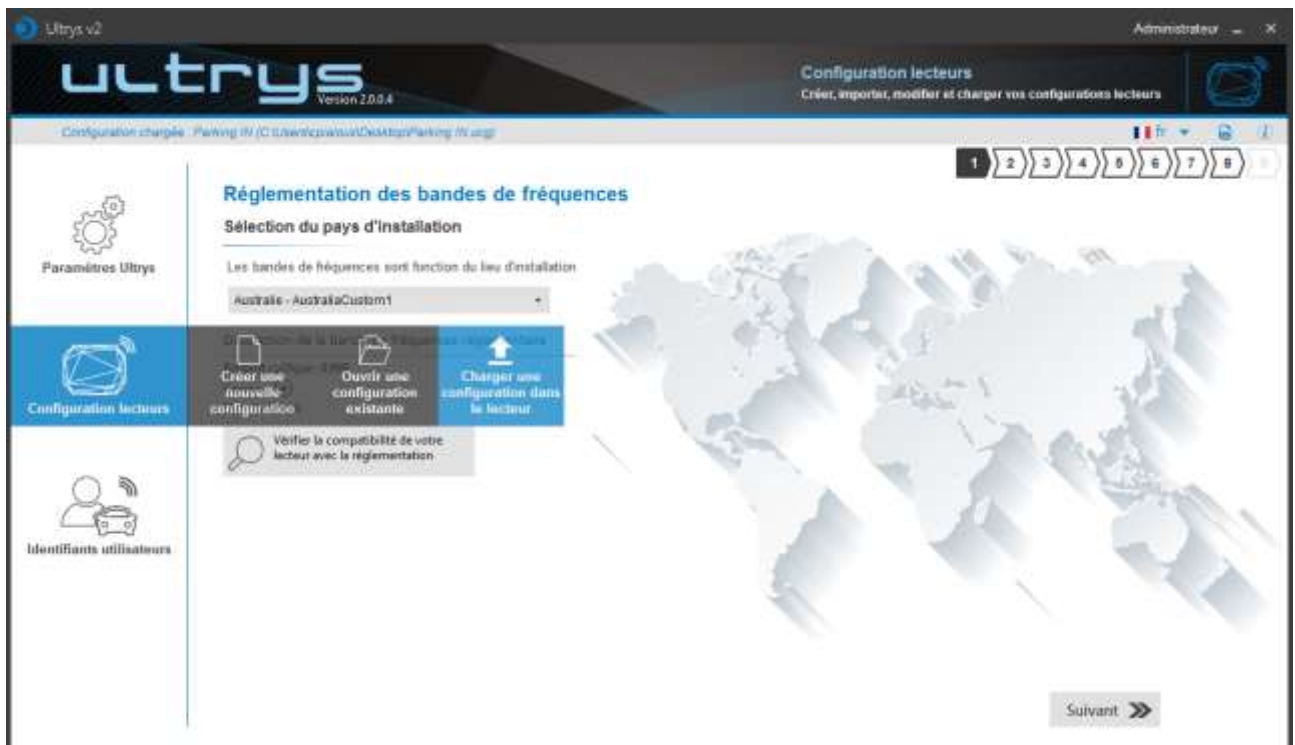 Ultrys v2
Administrateur
ultrys
Version 2.0.0.4
Configuration lecteurs
Créer, importer, modifier et charger vos configurations lecteurs
Configuration chargée Parking IN
fr
1 2 3 4 5 6 7 8
Réglementation des bandes de fréquences
Sélection du pays d'installation
Les bandes de fréquences sont fonction du lieu d'installation
Australie - AustraliaCustom1
Paramètres Ultrys
Configuration lecteurs
Créer une
nouvelle
configuration
Ouvrir une
configuration
existante
Charger une
configuration dans
le lecteur
Vérifier la compatibilité de votre
lecteur avec la réglementation
Identifiants utilisateurs
Suivant